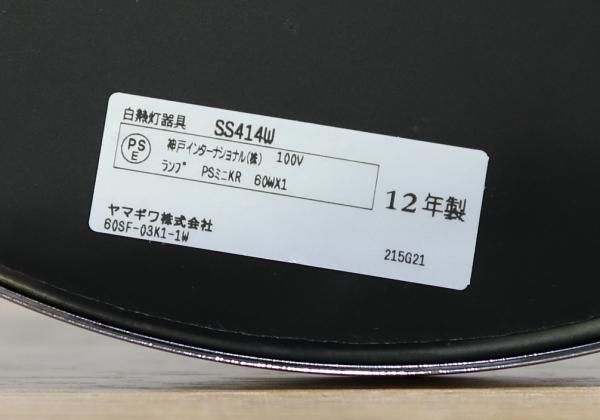 白熱灯器具 SS414W
PS
E
神戸インターナショナル(株) 100V
ランプ PSミニKR 60WX1
12年製
ヤマギワ株式会社
60SF-03K1-1W
215G21